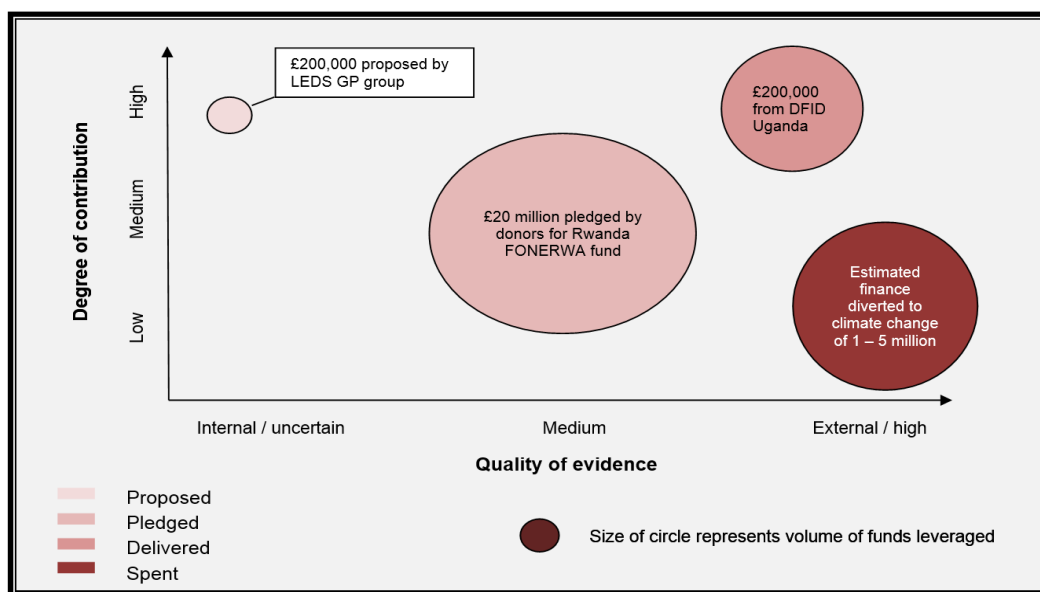 £200,000 proposed by
LEDS GP group
£200,000
from DFID
Uganda
£20 million pledged by
donors for Rwanda
FONERWA fund
Estimated
finance
diverted to
climate change
of 1 – 5 million
Degree of contribution
High
Medium
Low
Internal / uncertain
Medium
External / high
Quality of evidence
Proposed
Pledged
Delivered
Spent
Size of circle represents volume of funds leveraged